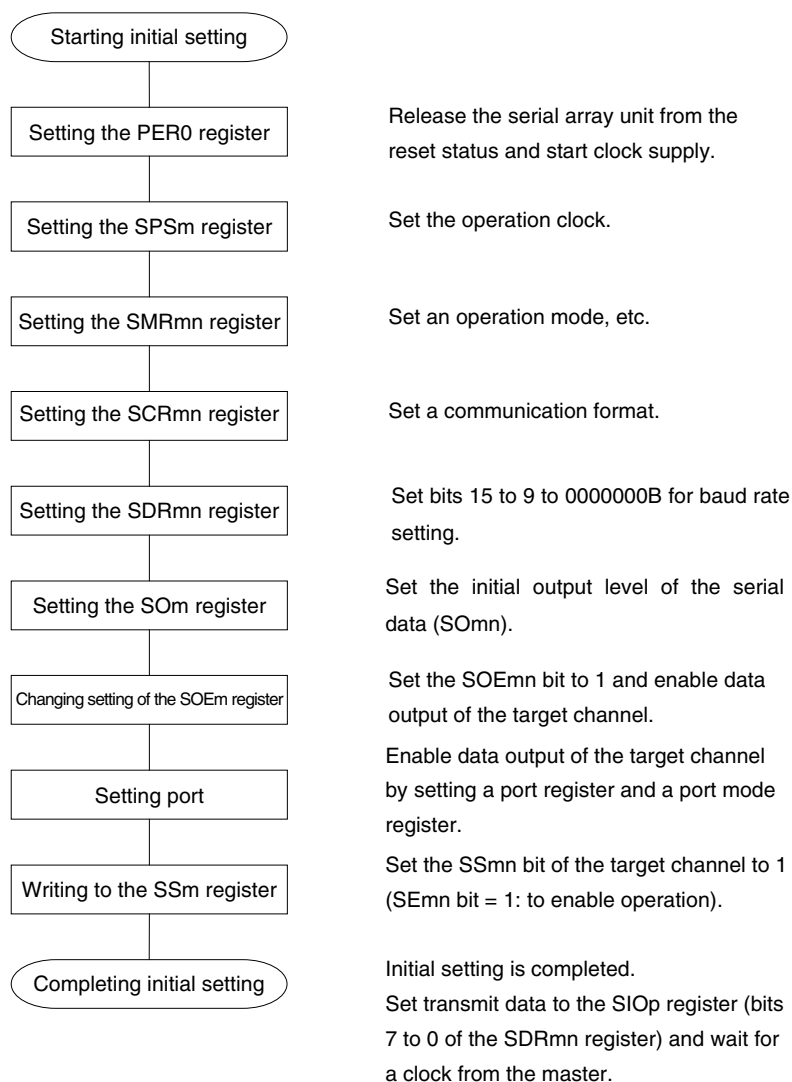 Starting initial setting
Setting the PER0 register
Release the serial array unit from the
reset status and start clock supply.
Setting the SPSm register
Set the operation clock.
Setting the SMRmn register
Set an operation mode, etc.
Setting the SCRmn register
Set a communication format.
Setting the SDRmn register
Set bits 15 to 9 to 0000000B for baud rate
setting.
Setting the SOm register
Set the initial output level of the serial
data (SOmn).
Changing setting of the SOEm register
Set the SOEmn bit to 1 and enable data
output of the target channel.
Setting port
Enable data output of the target channel
by setting a port register and a port mode
register.
Writing to the SSm register
Set the SSmn bit of the target channel to 1
(SEmn bit = 1: to enable operation).
Completing initial setting
Initial setting is completed.
Set transmit data to the SIOp register (bits
7 to 0 of the SDRmn register) and wait for
a clock from the master.